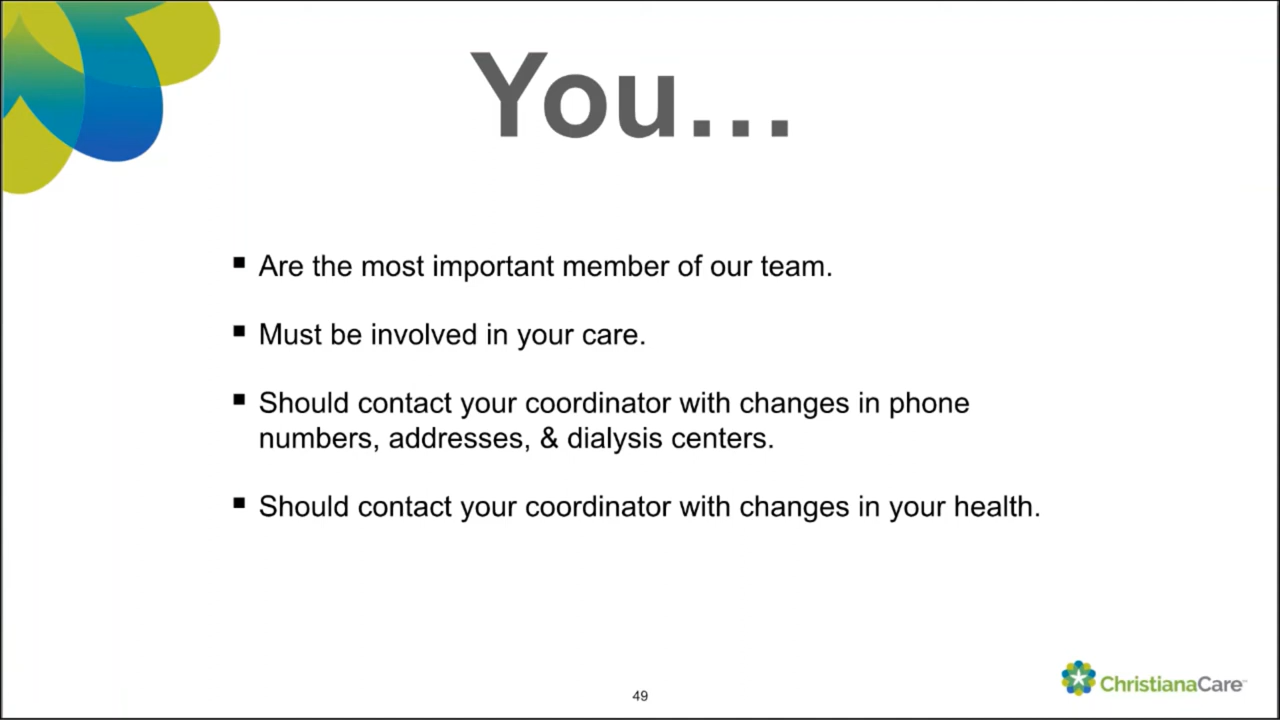 You...
▪ Are the most important member of our team.
▪ Must be involved in your care.
▪ Should contact your coordinator with changes in phone
numbers, addresses, & dialysis centers.
▪ Should contact your coordinator with changes in your health.
49
ChristianaCare™